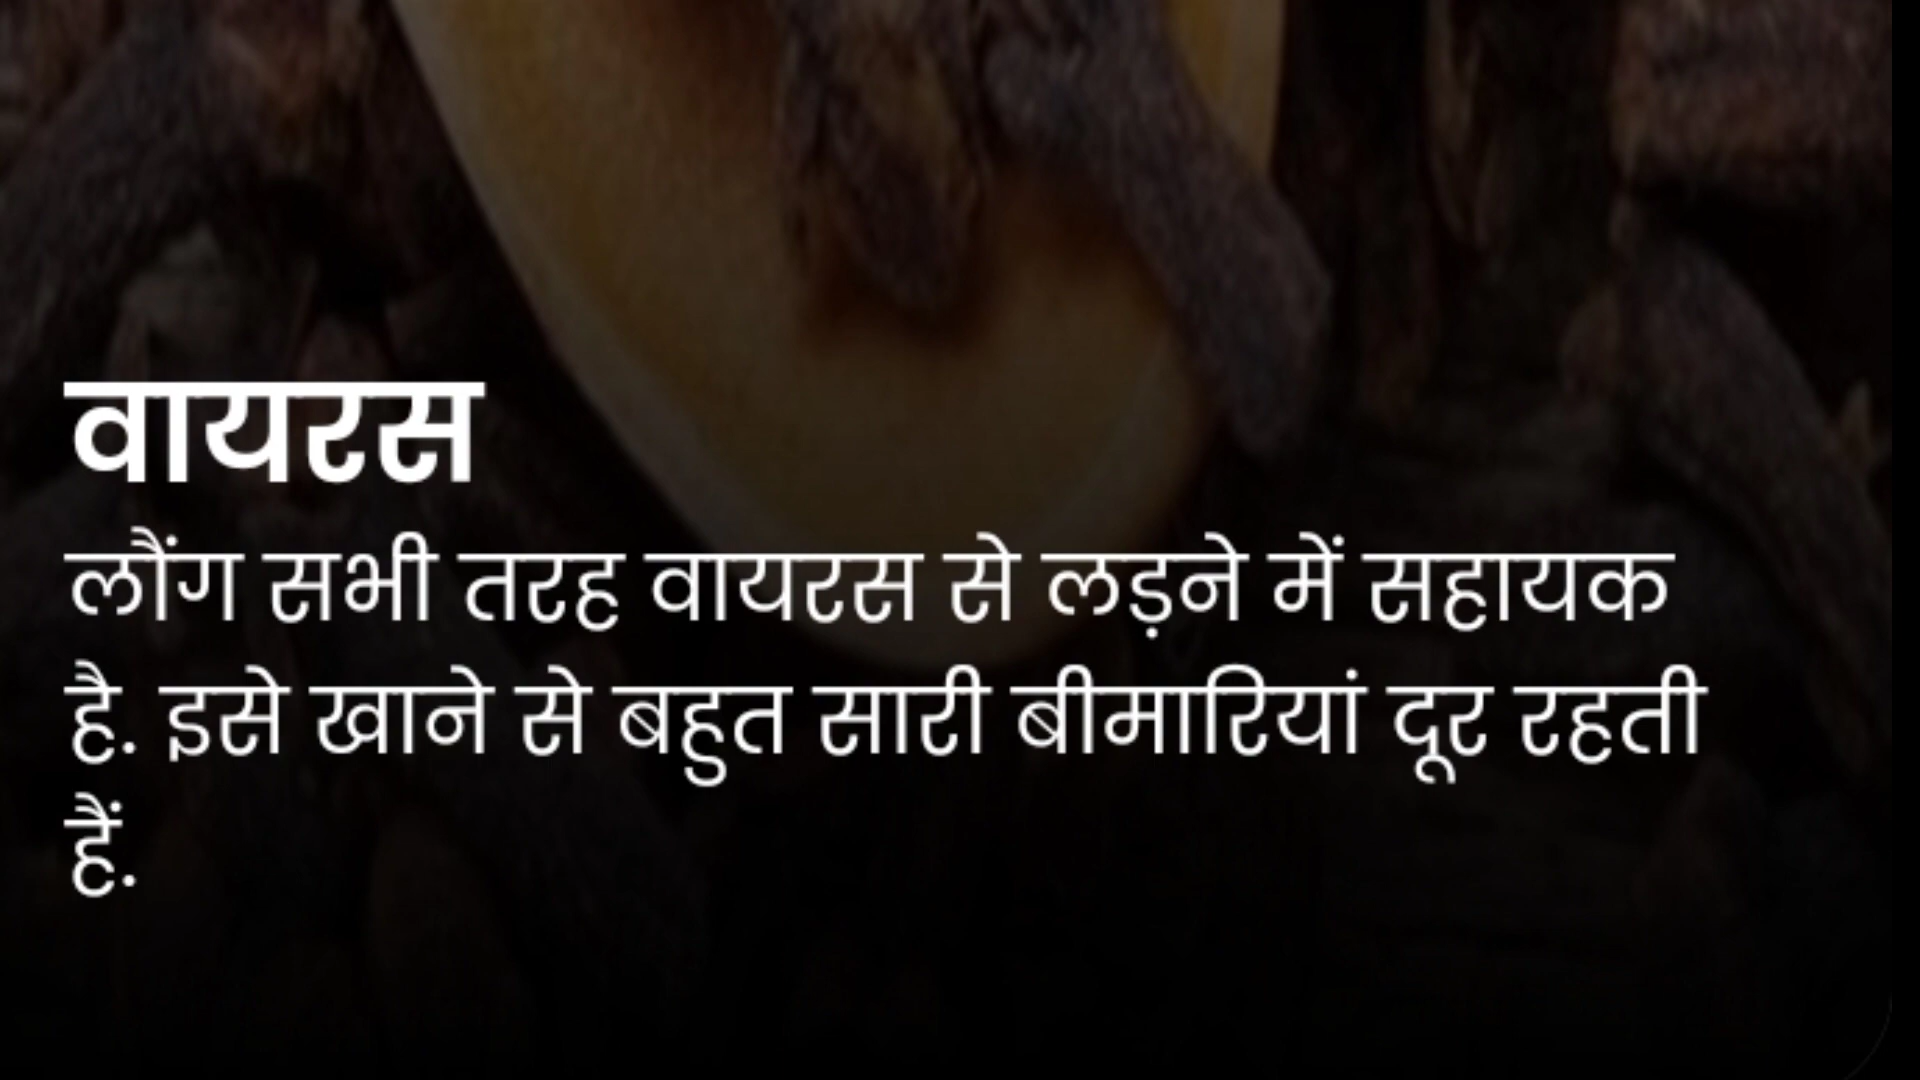 वायरस
लौंग सभी तरह वायरस से लड़ने में सहायक
है. इसे खाने से बहुत सारी बीमारियां दूर रहती
हैं.